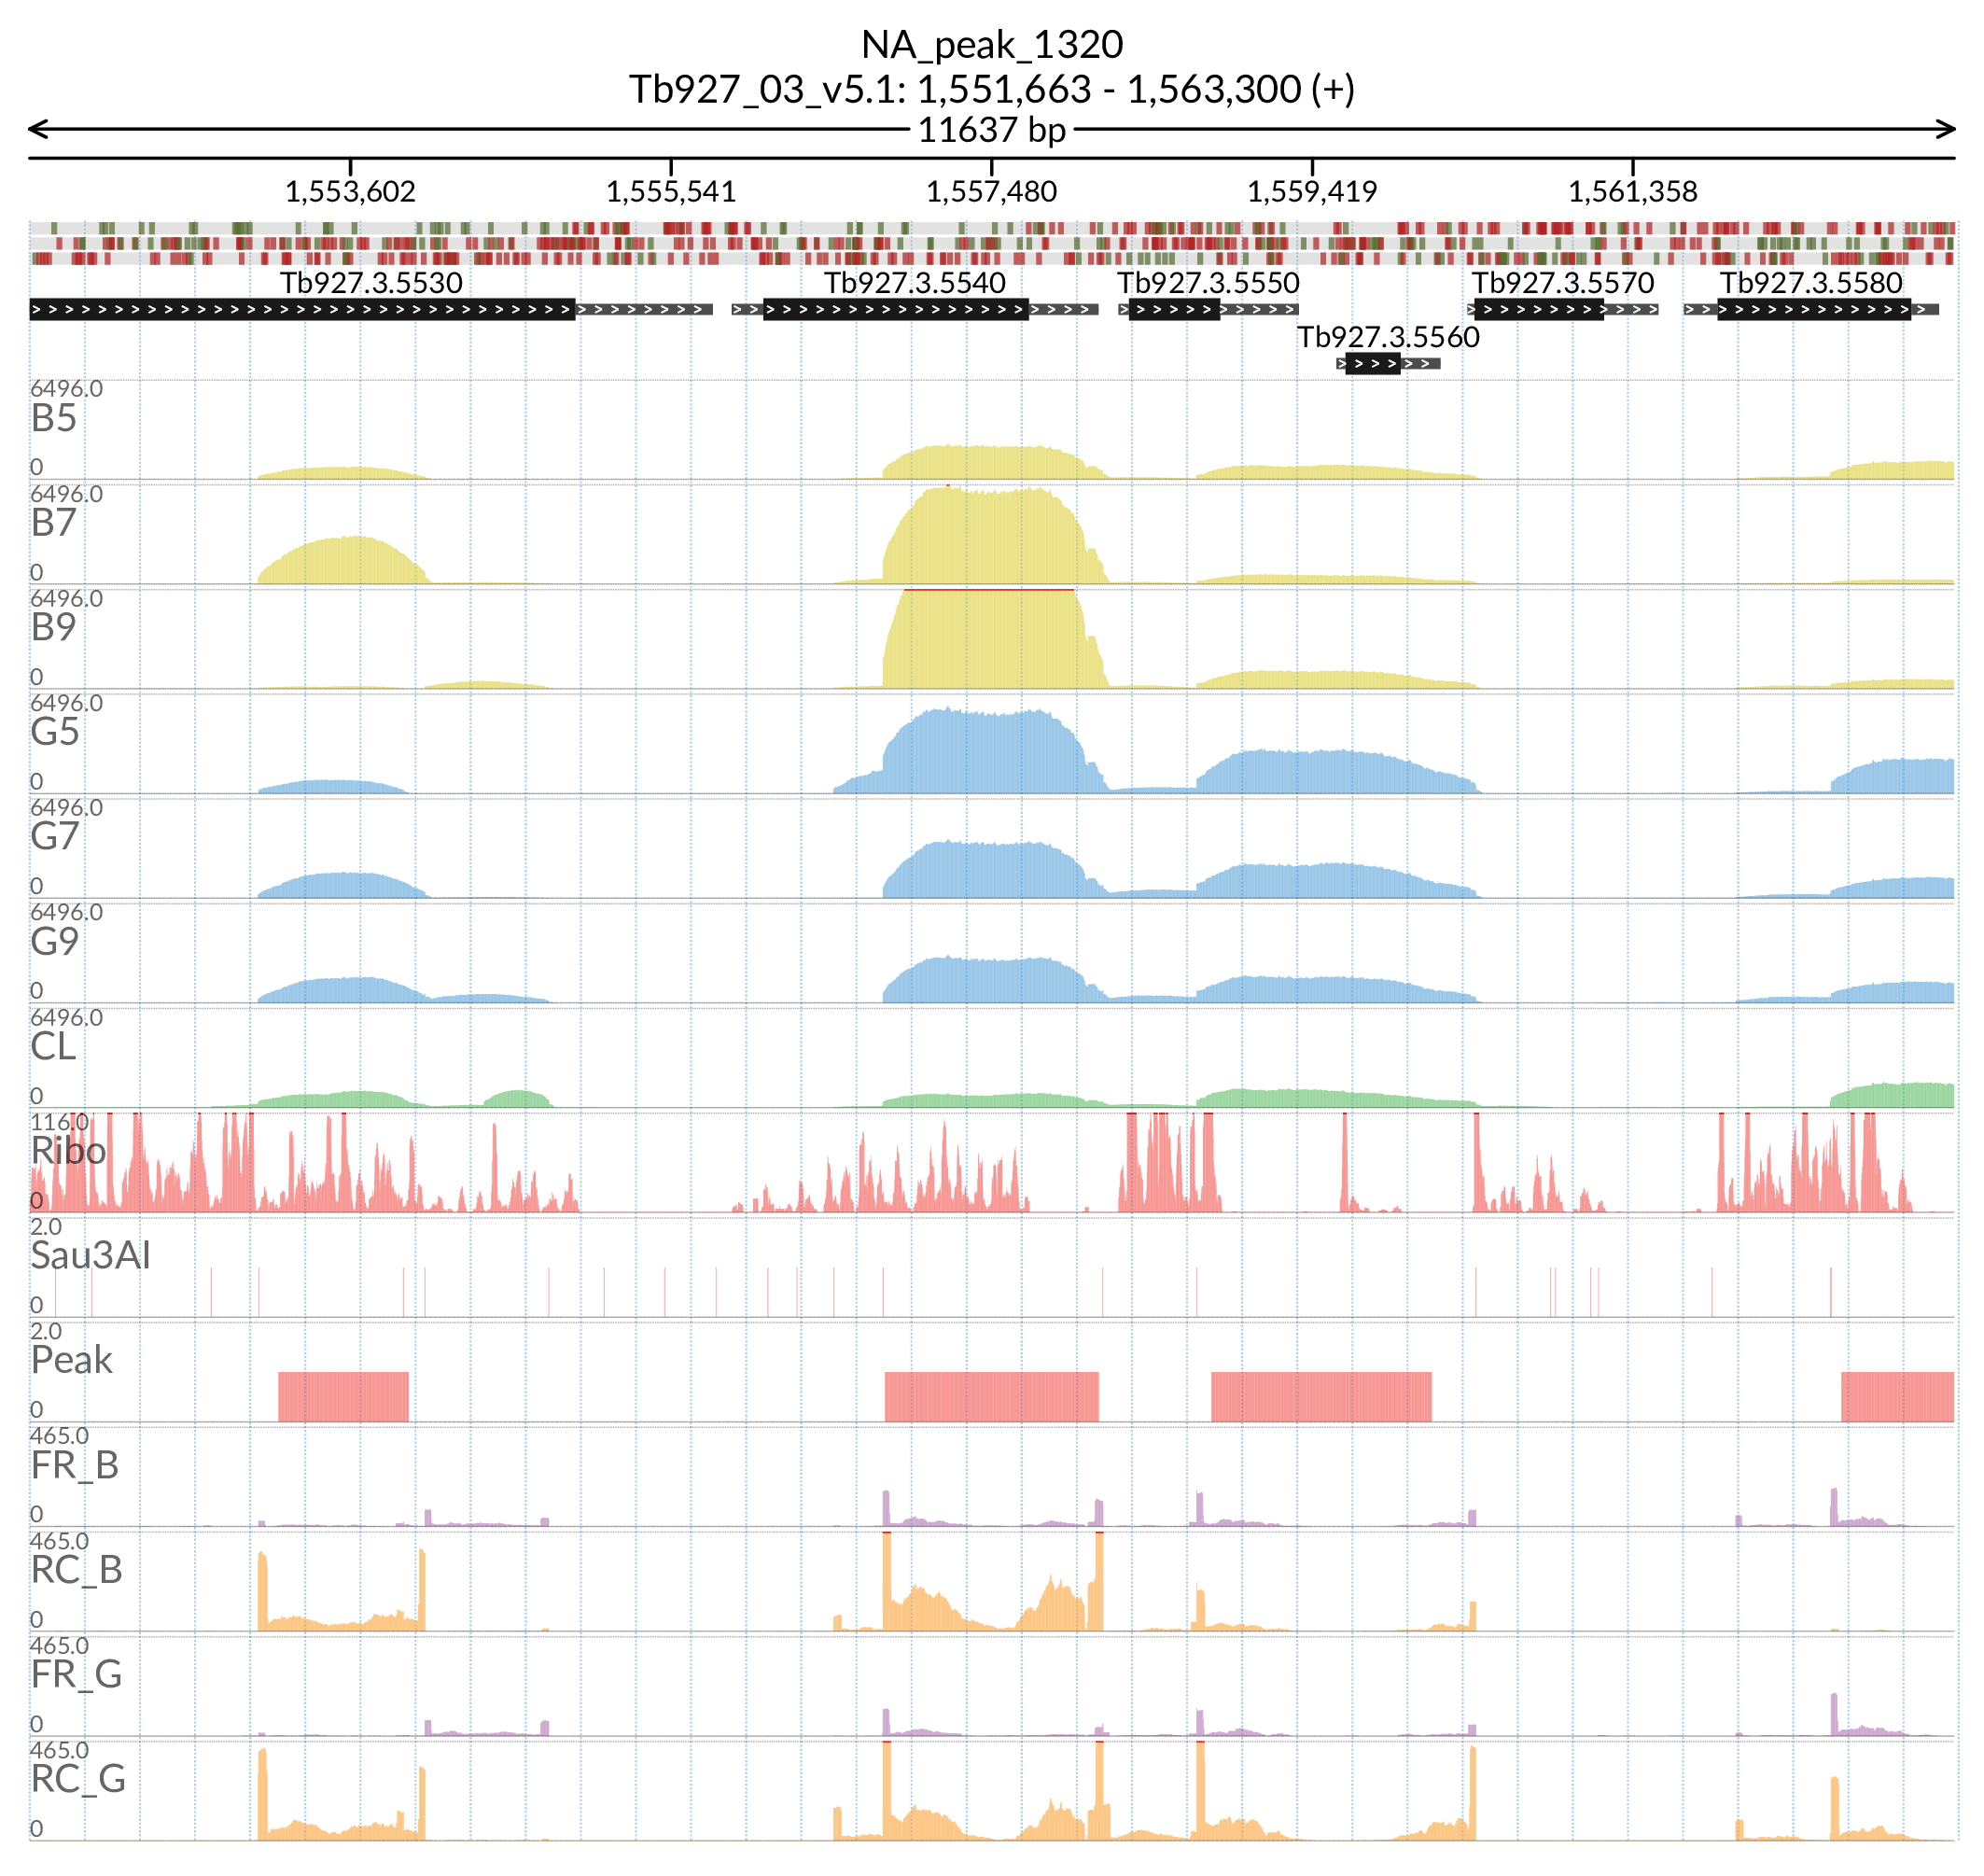 NA_peak_1320
Tb927_03_v5.1: 1,551,663 - 1,563,300 (+)
11637 bp
1,553,602 1,555,541 1,557,480 1,559,419 1,561,358
Tb927.3.5530 Tb927.3.5540 Tb927.3.5550 Tb927.3.5570 Tb927.3.5580
Tb927.3.5560
6496.0
B5
0
6496.0
B7
0
6496.0
B9
0
6496.0
G5
0
6496.0
G7
0
6496.0
G9
0
6496.0
CL
0
116.0
Ribo
0
2.0
Sau3AI
0
2.0
Peak
0
465.0
FR_B
0
465.0
RC_B
0
465.0
FR_G
0
465.0
RC_G
0